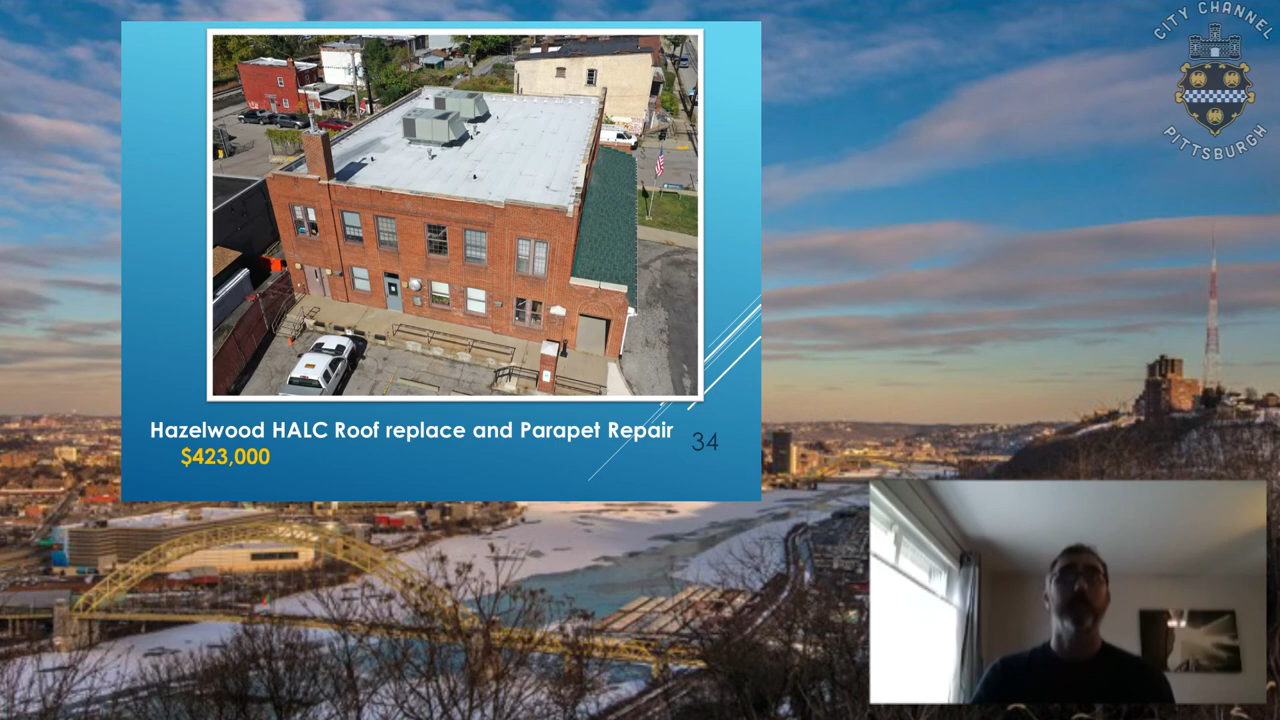 CITY CHANNEL
PITTSBURGH
Hazelwood HALC Roof replace and Parapet Repair
$423,000
34